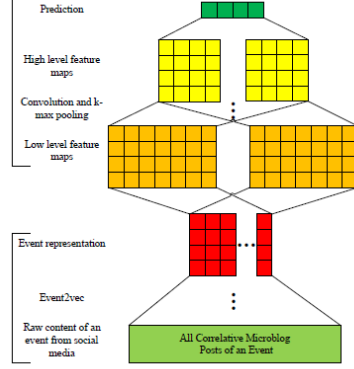 Prediction
High level feature
maps
Convolution and k-
max pooling
Low level feature
maps
Event representation
Event2vec
Raw content of an
event from social
media
All Correlative Microblog
Posts of an Event